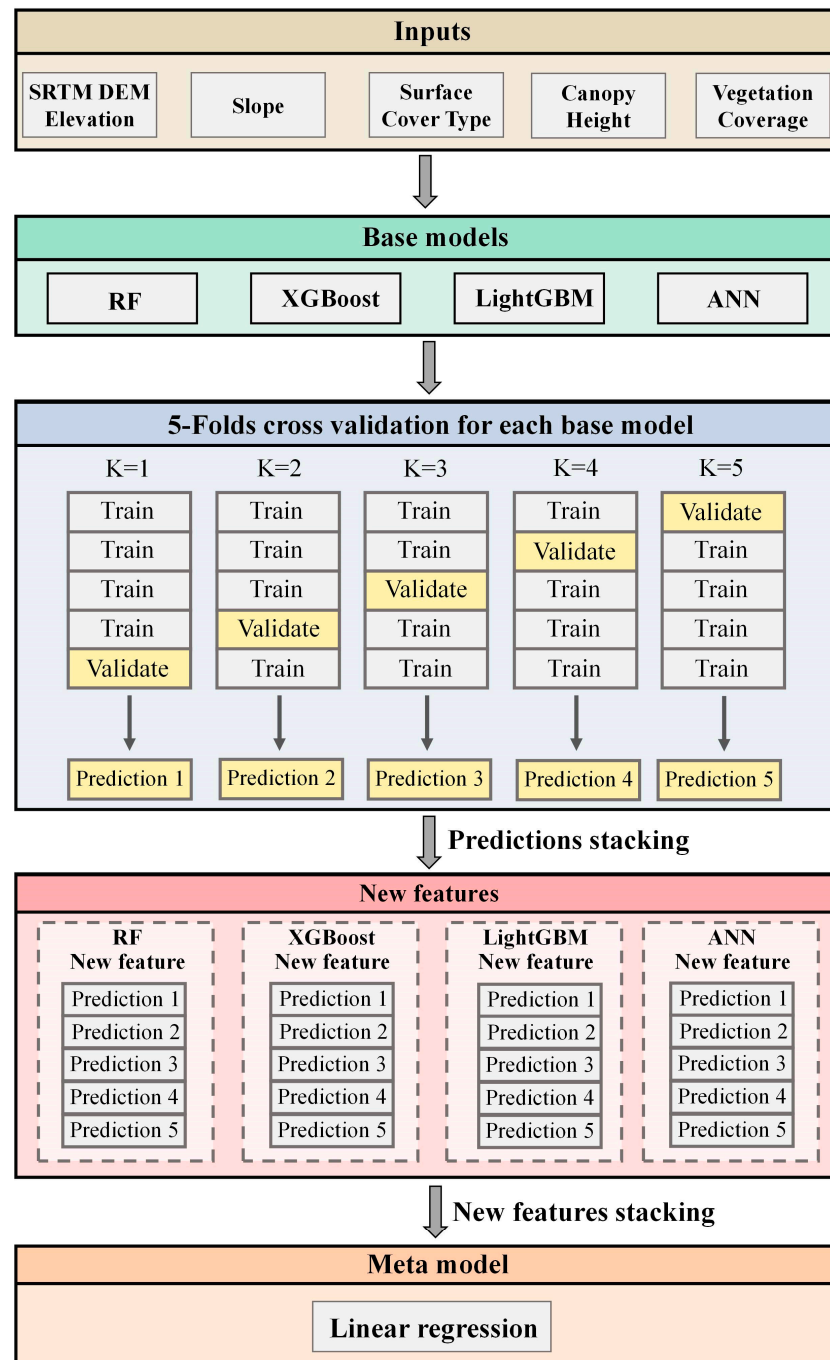 Inputs
SRTM DEM
Elevation
Slope
Surface
Cover Type
Canopy
Height
Vegetation
Coverage
Base models
RF
XGBoost
LightGBM
ANN
5-Folds cross validation for each base model
K=1
K=2
K=3
K=4
K=5
Train
Train
Train
Train
Validate
Train
Train
Train
Validate
Train
Train
Train
Validate
Train
Train
Train
Validate
Train
Train
Train
Validate
Train
Train
Train
Train
Prediction 1
Prediction 2
Prediction 3
Prediction 4
Prediction 5
Predictions stacking
New features
RF
New feature
Prediction 1
Prediction 2
Prediction 3
Prediction 4
Prediction 5
XGBoost
New feature
Prediction 1
Prediction 2
Prediction 3
Prediction 4
Prediction 5
LightGBM
New feature
Prediction 1
Prediction 2
Prediction 3
Prediction 4
Prediction 5
ANN
New feature
Prediction 1
Prediction 2
Prediction 3
Prediction 4
Prediction 5
New features stacking
Meta model
Linear regression